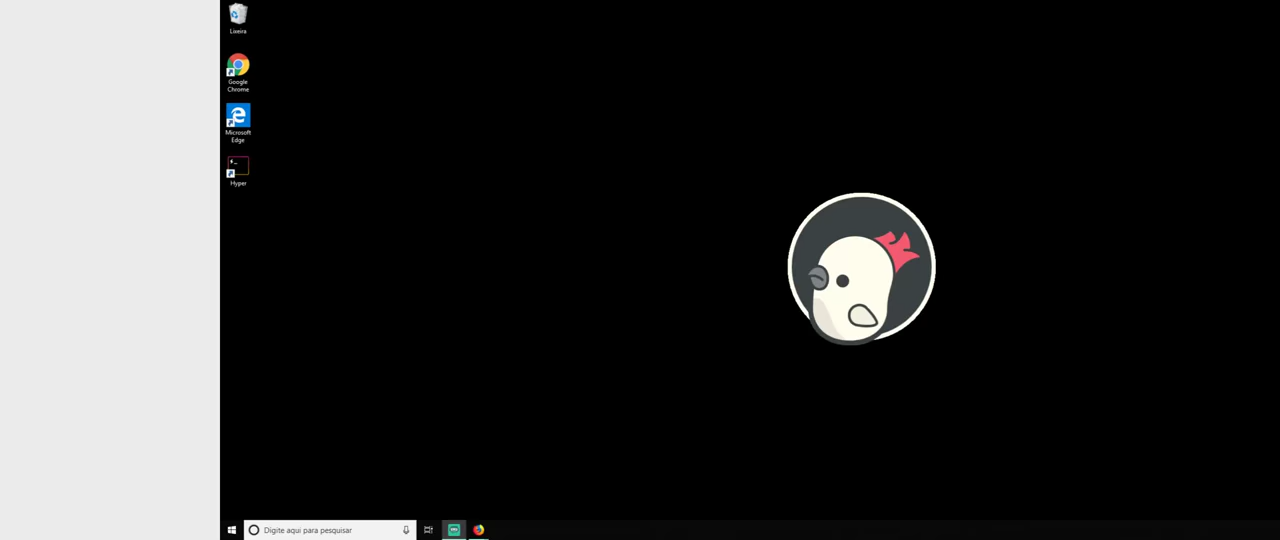 Lixeira
Google
Chrome
Microsoft
Edge
Hyper
Digite aqui para pesquisar